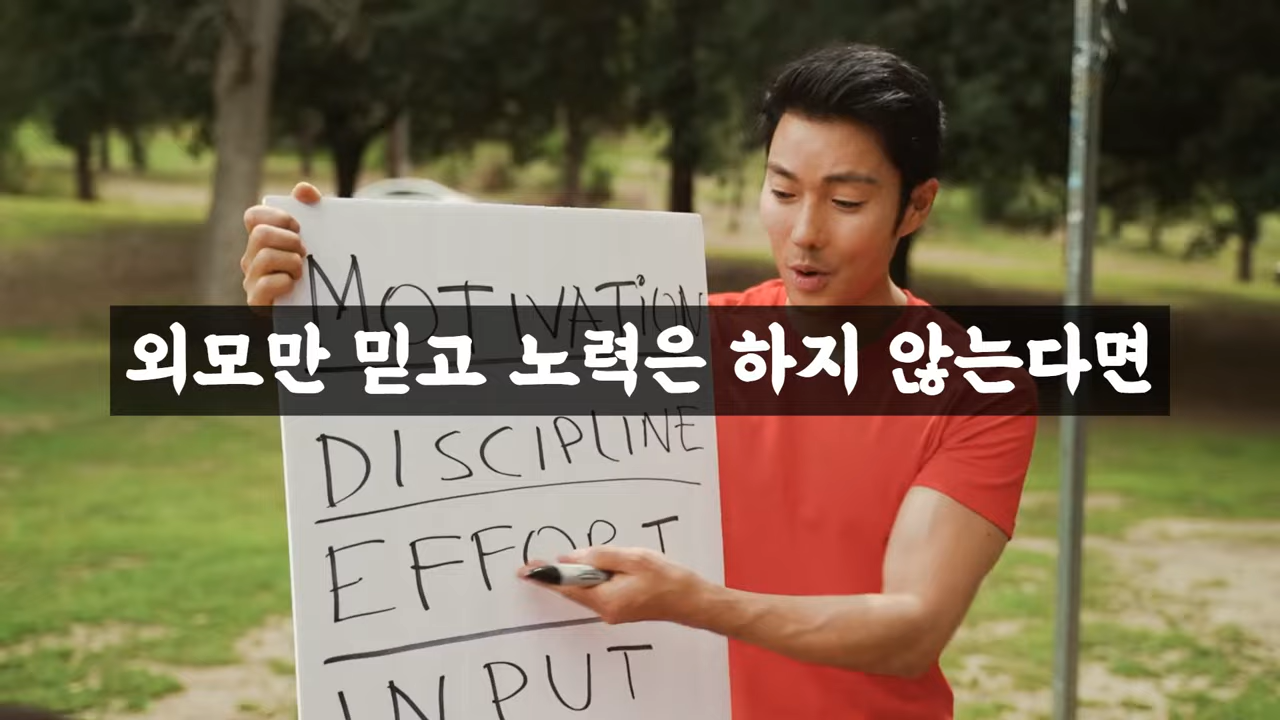 MOTIVATION
외모만 믿고 노력은 하지 않는다면
DISCIPLINE
EFFORT
INPUT